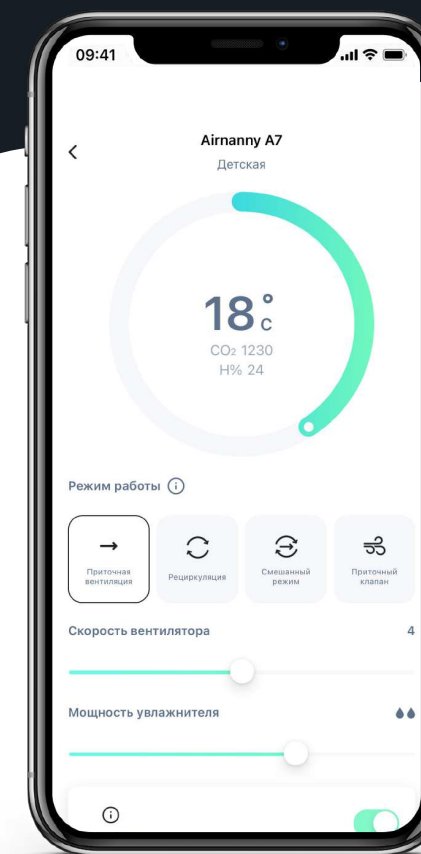 09:41
Airnanny A7
Детская
18°c
CO₂ 1230
H% 24
Режим работы
Приточная
вентиляция
Рециркуляция
Смешанный
режим
Приточный
клапан
Скорость вентилятора 4
Мощность увлажнителя